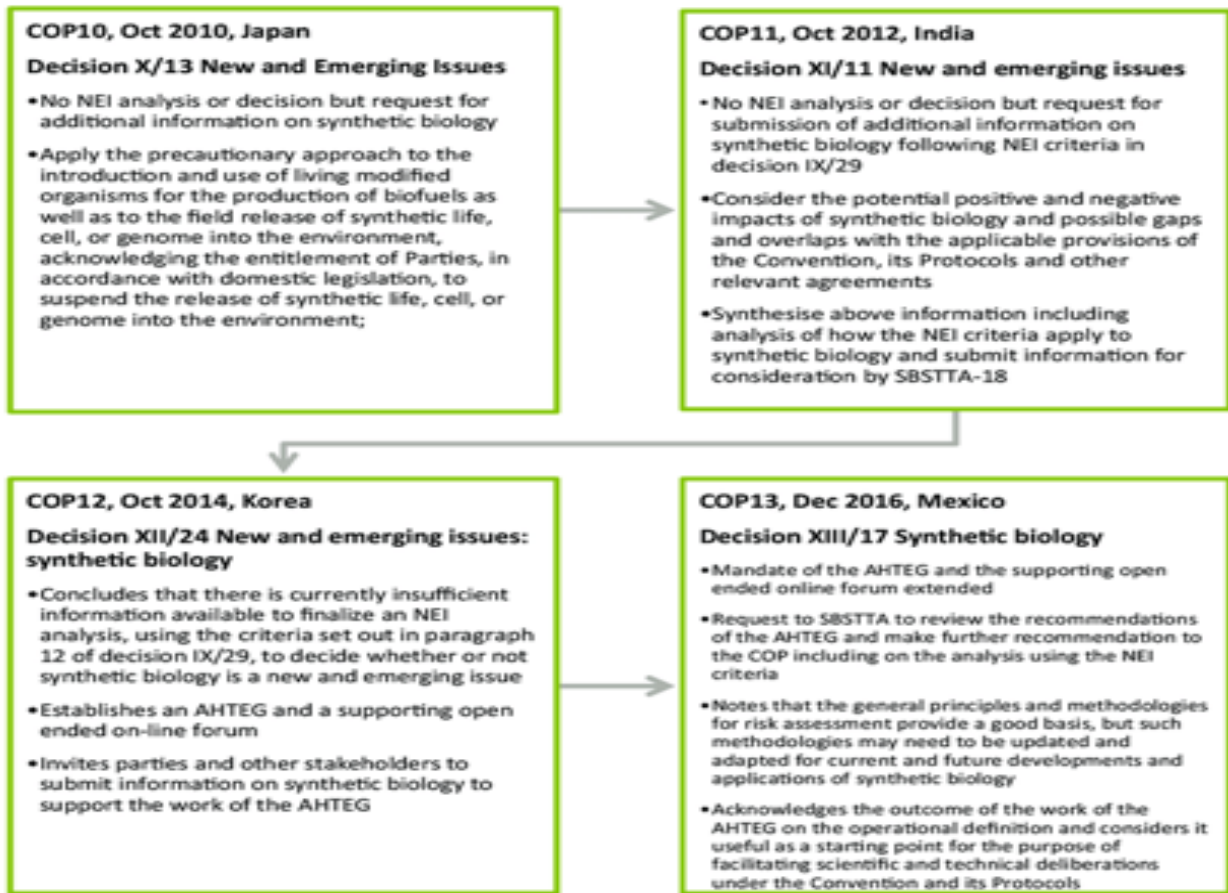 COP10, Oct 2010, Japan
Decision X/13 New and Emerging Issues
•No NEI analysis or decision but request for
additional information on synthetic biology
•Apply the precautionary approach to the
introduction and use of living modified
organisms for the production of biofuels as
well as to the field release of synthetic life,
cell, or genome into the environment,
acknowledging the entitlement of Parties, in
accordance with domestic legislation, to
suspend the release of synthetic life, cell, or
genome into the environment;
COP11, Oct 2012, India
Decision XI/11 New and emerging issues
•No NEI analysis or decision but request for
submission of additional information on
synthetic biology following NEI criteria in
decision IX/29
•Consider the potential positive and negative
impacts of synthetic biology and possible gaps
and overlaps with the applicable provisions of
the Convention, its Protocols and other
relevant agreements
•Synthesise above information including
analysis of how the NEI criteria apply to
synthetic biology and submit information for
consideration by SBSTTA-18
COP12, Oct 2014, Korea
Decision XII/24 New and emerging issues:
synthetic biology
•Concludes that there is currently insufficient
information available to finalize an NEI
analysis, using the criteria set out in paragraph
12 of decision IX/29, to decide whether or not
synthetic biology is a new and emerging issue
•Establishes an AHTEG and a supporting open
ended on-line forum
•Invites parties and other stakeholders to
submit information on synthetic biology to
support the work of the AHTEG
COP13, Dec 2016, Mexico
Decision XIII/17 Synthetic biology
•Mandate of the AHTEG and the supporting open
ended online forum extended
•Request to SBSTTA to review the recommendations
of the AHTEG and make further recommendation to
the COP including on the analysis using the NEI
criteria
•Notes that the general principles and methodologies
for risk assessment provide a good basis, but such
methodologies may need to be updated and
adapted for current and future developments and
applications of synthetic biology
•Acknowledges the outcome of the work of the
AHTEG on the operational definition and considers it
useful as a starting point for the purpose of
facilitating scientific and technical deliberations
under the Convention and its Protocols